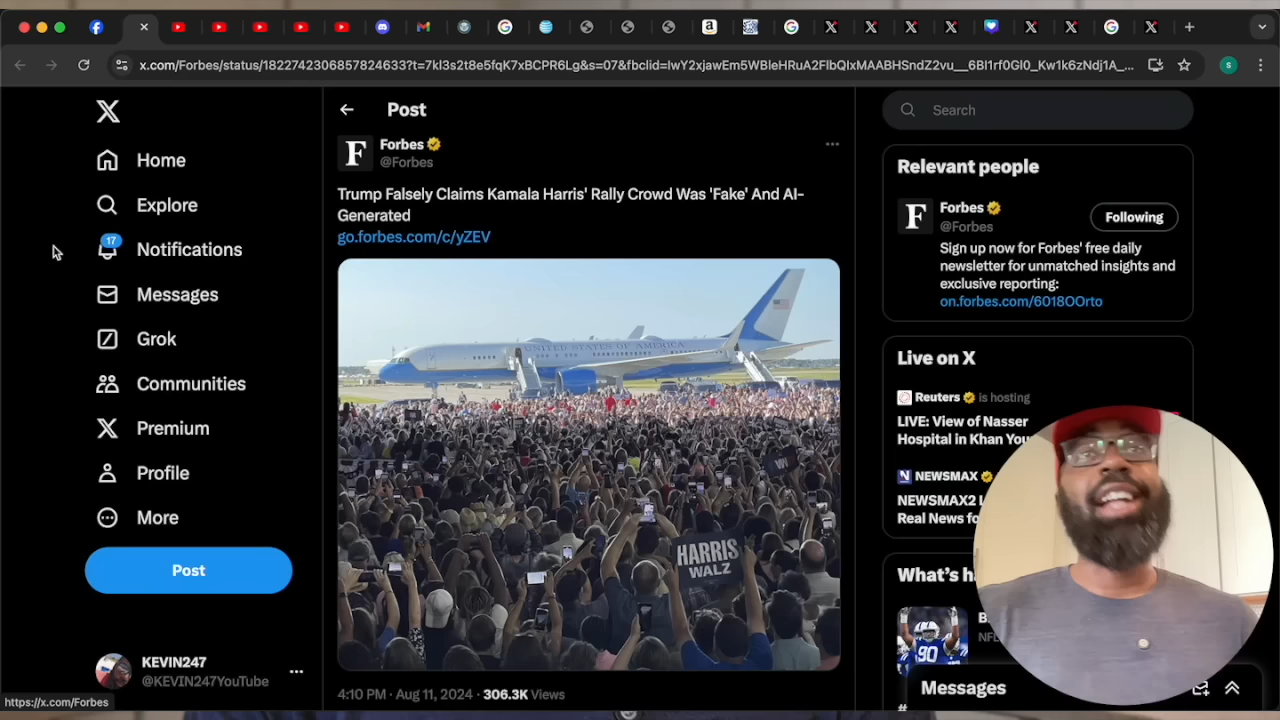 x.com/Forbes/status/1822742306857824633?t=7kI3s2t8e5fqK7xBCPR6Lg&s=07&fbclid=IwY2xjawEm5WBleHRuA2FlbQIxMAABHSndZ2vu__6BI1rf0Gl0_Kw1k6zNdj1A_...
S
Home
Explore
17
Notifications
Messages
Grok
Communities
Premium
Profile
More
Post
KEVIN247
@KEVIN247YouTube
https://x.com/Forbes
Post
Forbes
@Forbes
Trump Falsely Claims Kamala Harris' Rally Crowd Was 'Fake' And AI-
Generated
go.forbes.com/c/yZEV
UNITED STATES OF AMERICA
HARRIS
WALZ
4:10 PM · Aug 11, 2024 · 306.3K Views
Search
Relevant people
Forbes
@Forbes
Following
Sign up now for Forbes' free daily
newsletter for unmatched insights and
exclusive reporting:
on.forbes.com/6018OOrto
Live on X
Reuters is hosting
LIVE: View of Nasser
Hospital in Khan
NEWSMAX
NEWSMAX2
Real News
What's
90
Messages
#